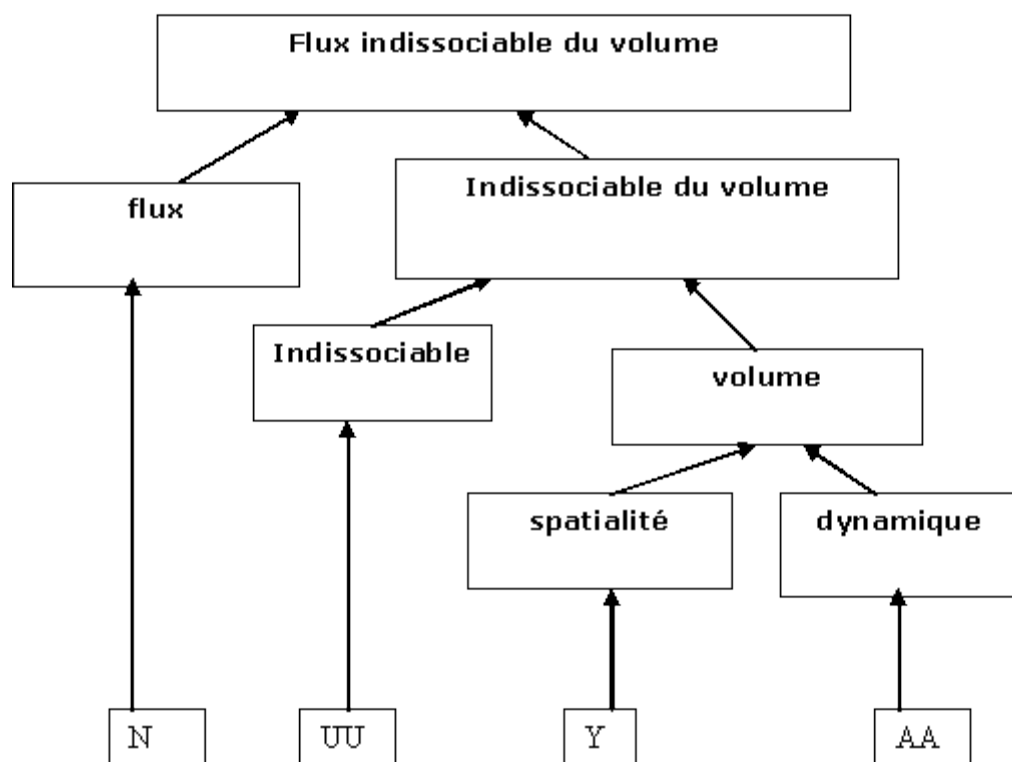 Flux indissociable du volume
flux
Indissociable du volume
Indissociable
volume
spatialité
dynamique
N
UU
Y
AA